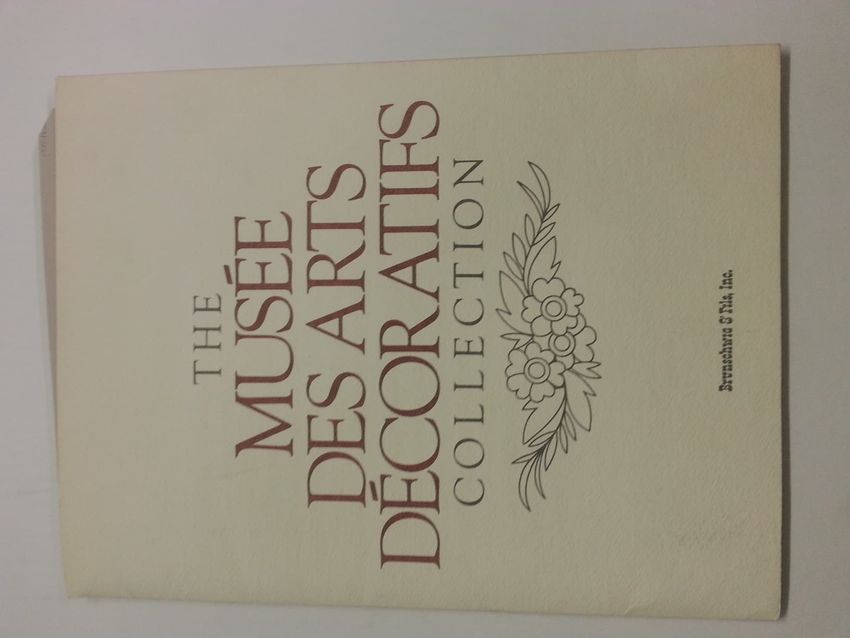 THE
MUSÉE
DES ARTS
DÉCORATIFS
COLLECTION
Brunschwig & Fils, Inc.